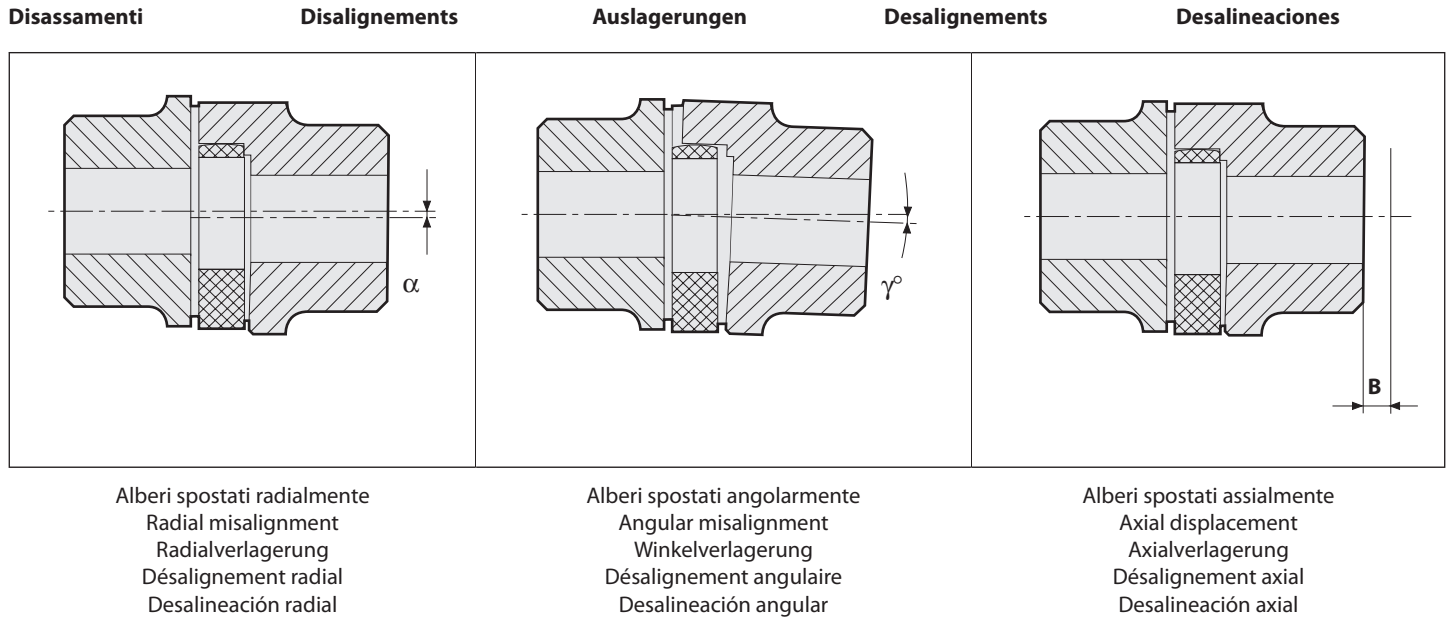 Disassamenti Disalignements Auslagerungen Desalignements Desalineaciones
α
γ°
B
Alberi spostati radialmente
Radial misalignment
Radialverlagerung
Désalignement radial
Desalineación radial
Alberi spostati angolarmente
Angular misalignment
Winkelverlagerung
Désalignement angulaire
Desalineación angular
Alberi spostati assialmente
Axial displacement
Axialverlagerung
Désalignement axial
Desalineación axial